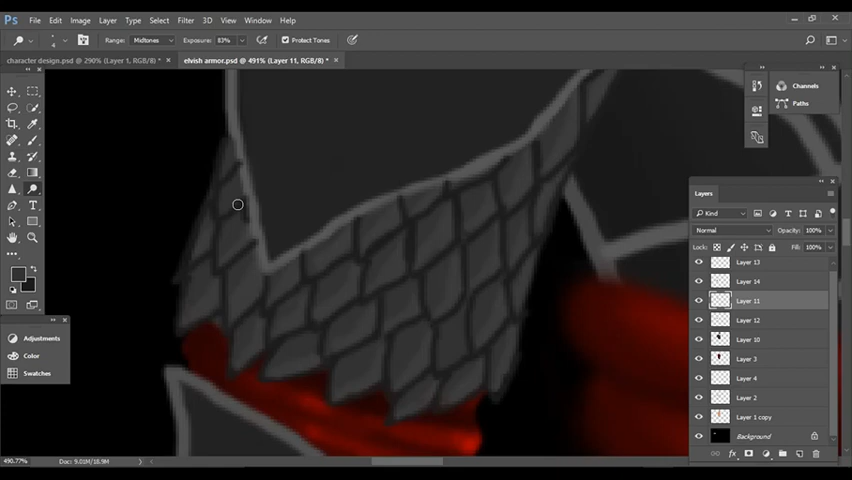 Ps File Edit Image Layer Type Select Filter 3D View Window Help
Range: Midtones Exposure: 83% Protect Tones
4
character design.psd @ 290% (Layer 1, RGB/8) * × elvish armor.psd @ 491% (Layer 11, RGB/8) * ×
Channels
Paths
Layers
Kind
Normal Opacity: 100%
Lock: Fill: 100%
Layer 13
Layer 14
Layer 11
Layer 12
Layer 10
Layer 3
Layer 4
Layer 2
Layer 1 copy
Background
Adjustments
Color
Swatches
490.77% Doc: 9.01M/18.9M